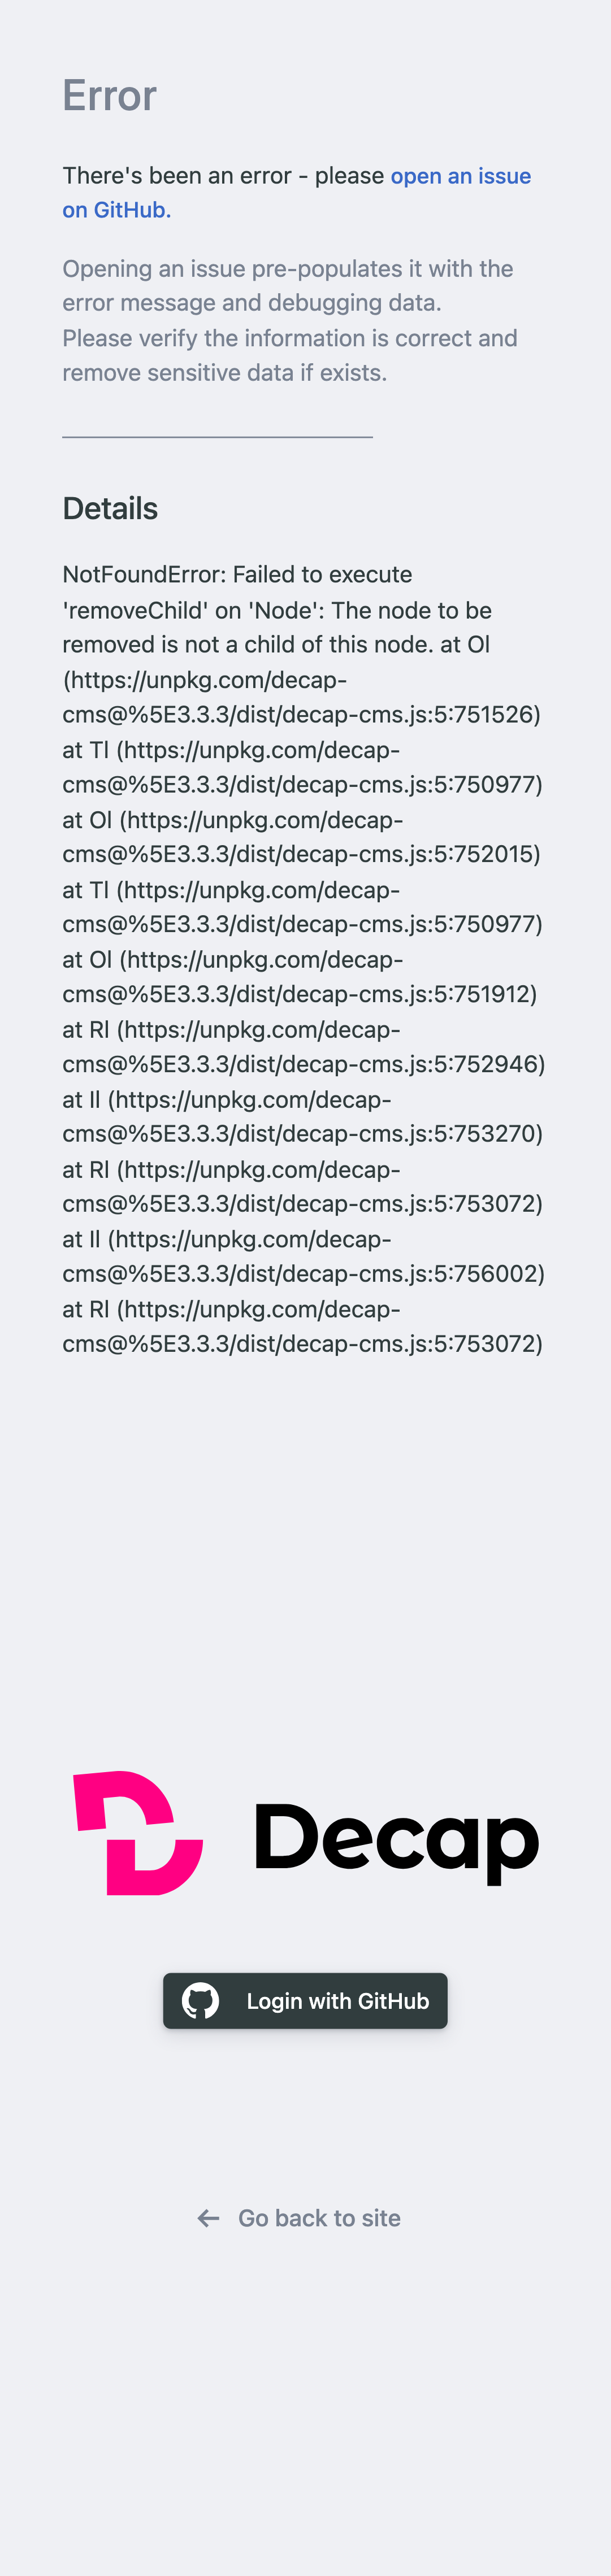 Error
There's been an error - please open an issue
on GitHub.
Opening an issue pre-populates it with the
error message and debugging data.
Please verify the information is correct and
remove sensitive data if exists.
Details
NotFoundError: Failed to execute
'removeChild' on 'Node': The node to be
removed is not a child of this node. at Ol
(https://unpkg.com/decap-
cms@%5E3.3.3/dist/decap-cms.js:5:751526)
at Tl (https://unpkg.com/decap-
cms@%5E3.3.3/dist/decap-cms.js:5:750977)
at Ol (https://unpkg.com/decap-
cms@%5E3.3.3/dist/decap-cms.js:5:752015)
at Tl (https://unpkg.com/decap-
cms@%5E3.3.3/dist/decap-cms.js:5:750977)
at Ol (https://unpkg.com/decap-
cms@%5E3.3.3/dist/decap-cms.js:5:751912)
at Rl (https://unpkg.com/decap-
cms@%5E3.3.3/dist/decap-cms.js:5:752946)
at Il (https://unpkg.com/decap-
cms@%5E3.3.3/dist/decap-cms.js:5:753270)
at Rl (https://unpkg.com/decap-
cms@%5E3.3.3/dist/decap-cms.js:5:753072)
at Il (https://unpkg.com/decap-
cms@%5E3.3.3/dist/decap-cms.js:5:756002)
at Rl (https://unpkg.com/decap-
cms@%5E3.3.3/dist/decap-cms.js:5:753072)
Decap
Login with GitHub
Go back to site